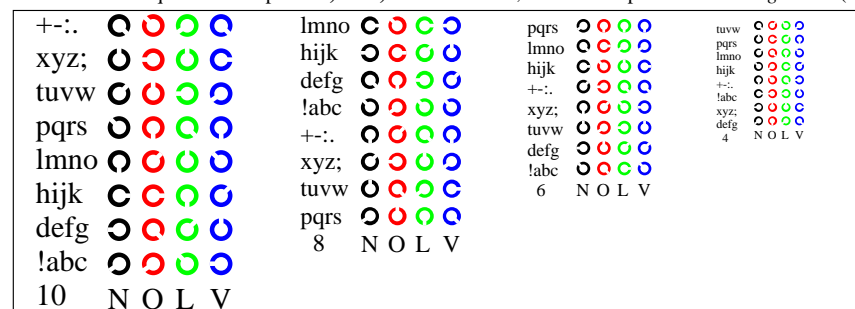 +-:.
xyz;
tuvw
pqrs
lmno
hijk
defg
!abc
10 N O L V
lmno
hijk
defg
!abc
+-:.
xyz;
tuvw
pqrs
8 N O L V
pqrs
lmno
hijk
+-:.
xyz;
tuvw
defg
!abc
6 N O L V
tuvw
pqrs
lmno
hijk
+-:.
!abc
xyz;
defg
4 N O L V